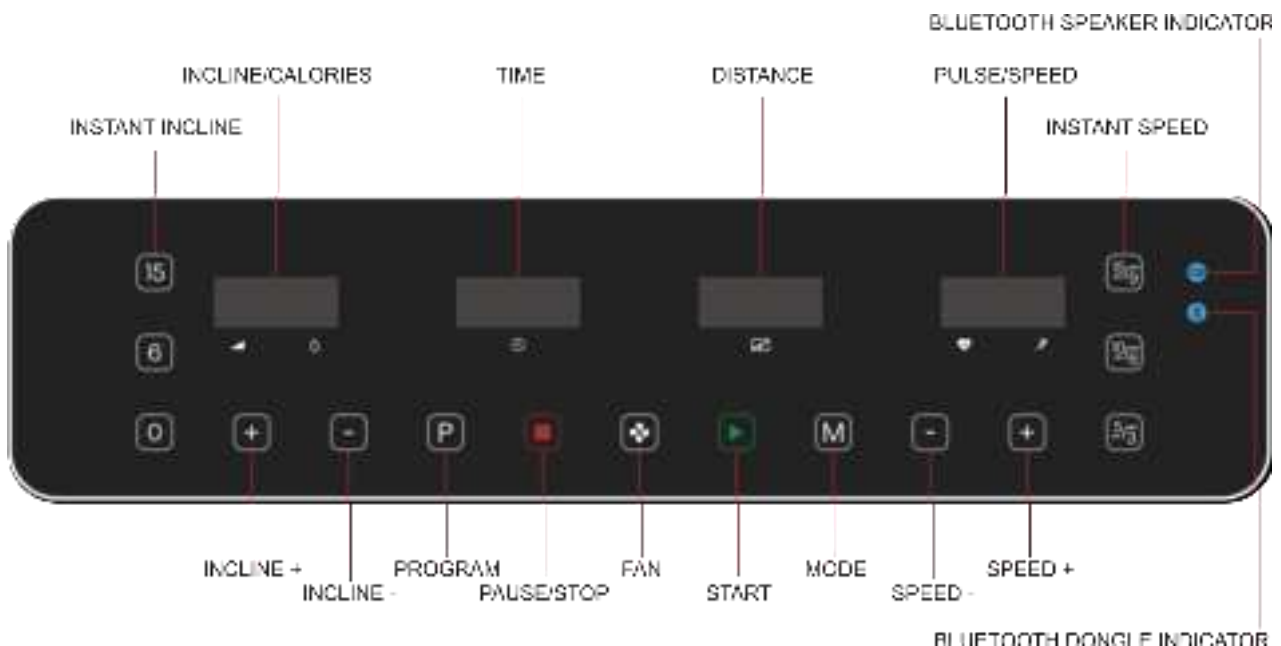 BLUETOOTH SPEAKER INDICATOR
INCLINE/CALORIES
TIME
DISTANCE
PULSE/SPEED
INSTANT INCLINE
INSTANT SPEED
15
6
0
+
-
P
M
-
+
INCLINE +
PROGRAM
FAN
MODE
SPEED +
INCLINE -
PAUSE/STOP
START
SPEED -
BLUETOOTH DONGLE INDICATOR